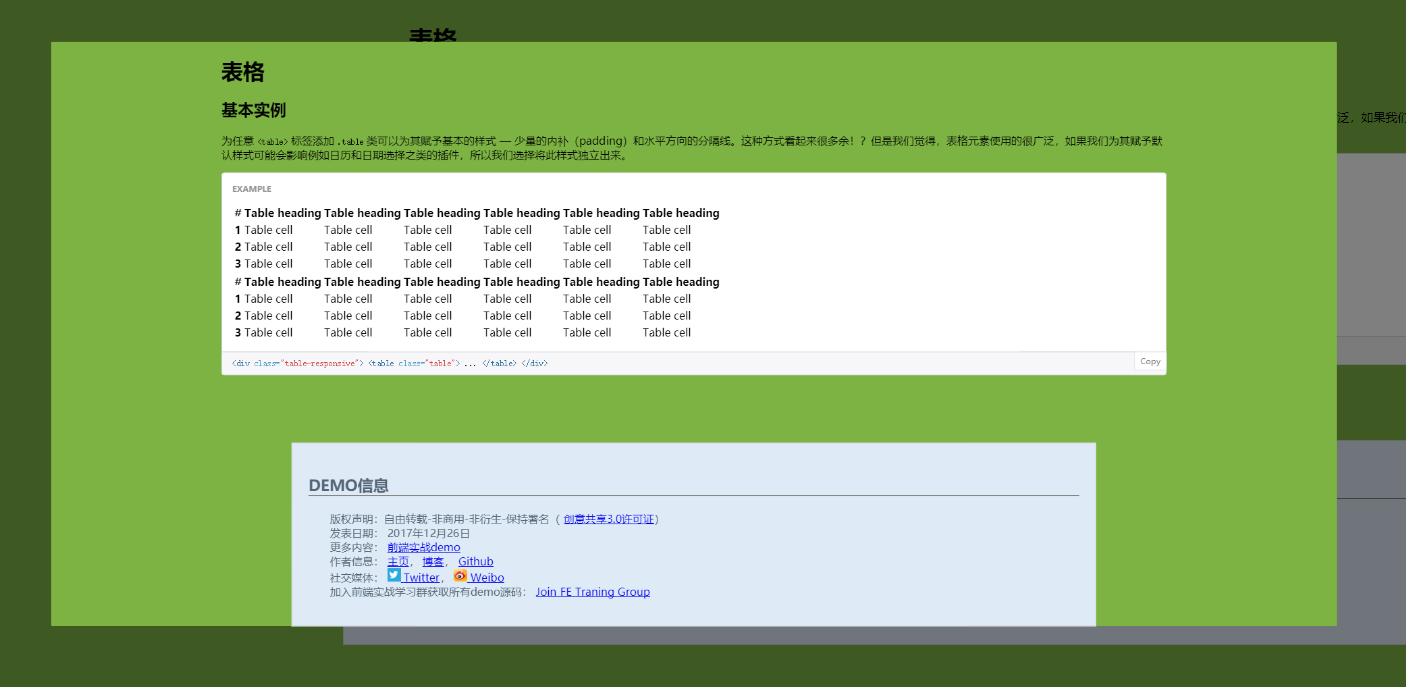 表格
泛，如果我们
表格
基本实例
为任意 <table> 标签添加 .table 类可以为其赋予基本的样式 — 少量的内补（padding）和水平方向的分隔线。这种方式看起来很多余！？但是我们觉得，表格元素使用的很广泛，如果我们为其赋予默
认样式可能会影响例如日历和日期选择之类的插件，所以我们选择将此样式独立出来。
EXAMPLE
# Table heading Table heading Table heading Table heading Table heading Table heading
1 Table cell Table cell Table cell Table cell Table cell Table cell
2 Table cell Table cell Table cell Table cell Table cell Table cell
3 Table cell Table cell Table cell Table cell Table cell Table cell
# Table heading Table heading Table heading Table heading Table heading Table heading
1 Table cell Table cell Table cell Table cell Table cell Table cell
2 Table cell Table cell Table cell Table cell Table cell Table cell
3 Table cell Table cell Table cell Table cell Table cell Table cell
<div class="table-responsive"> <table class="table"> ... </table> </div>
Copy
DEMO信息
版权声明：自由转载-非商用-非衍生-保持署名（ 创意共享3.0许可证）
发表日期： 2017年12月26日
更多内容： 前端实战demo
作者信息： 主页， 博客， Github
社交媒体： Twitter， Weibo
加入前端实战学习群获取所有demo源码： Join FE Traning Group